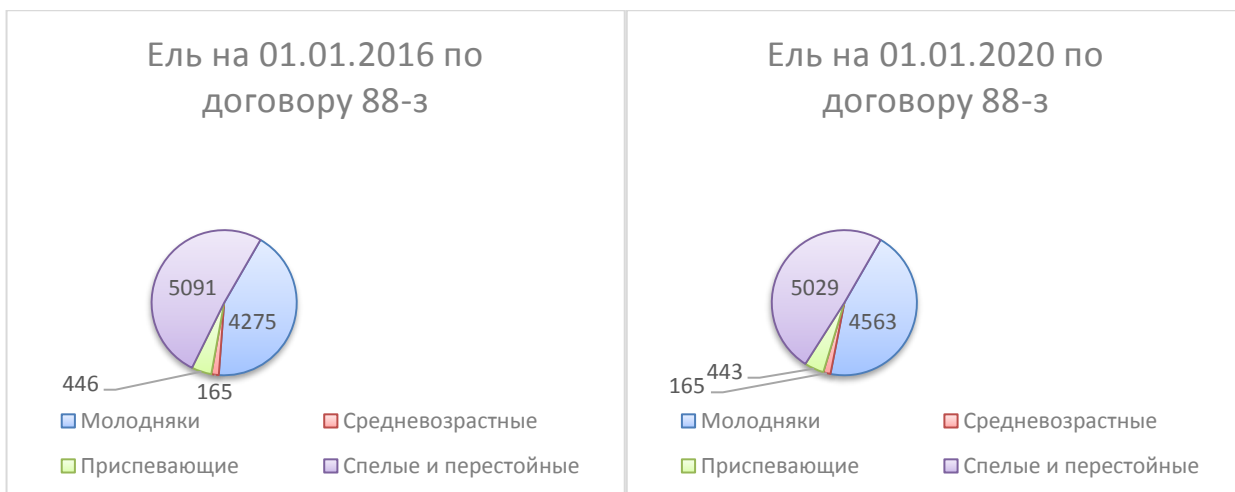 Ель на 01.01.2016 по
договору 88-з
5091
4275
446
165
Молодняки
Средневозрастные
Приспевающие
Спелые и перестойные
Ель на 01.01.2020 по
договору 88-з
5029
4563
443
165
Молодняки
Средневозрастные
Приспевающие
Спелые и перестойные